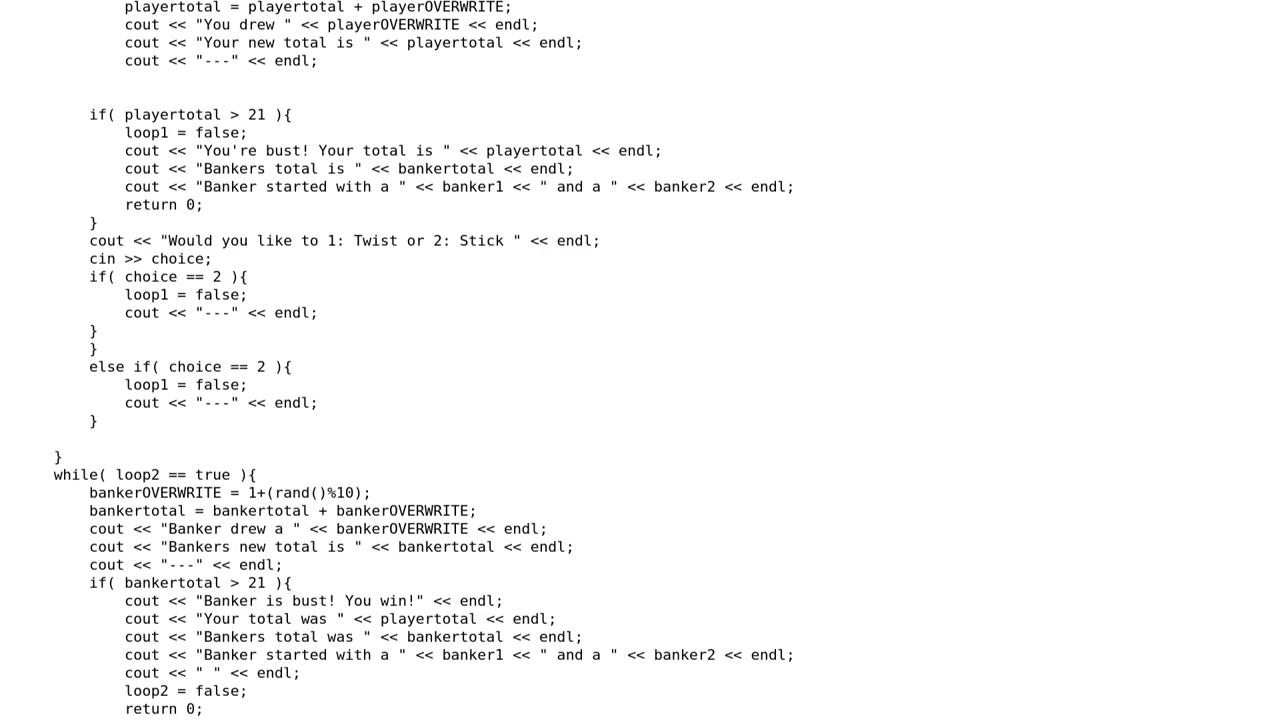 playertotal = playertotal + playerOVERWRITE;
cout << "You drew " << playerOVERWRITE << endl;
cout << "Your new total is " << playertotal << endl;
cout << "---" << endl;
if( playertotal > 21 ){
loop1 = false;
cout << "You're bust! Your total is " << playertotal << endl;
cout << "Bankers total is " << bankertotal << endl;
cout << "Banker started with a " << banker1 << " and a " << banker2 << endl;
return 0;
}
cout << "Would you like to 1: Twist or 2: Stick " << endl;
cin >> choice;
if( choice == 2 ){
loop1 = false;
cout << "---" << endl;
}
}
else if( choice == 2 ){
loop1 = false;
cout << "---" << endl;
}
}
while( loop2 == true ){
bankerOVERWRITE = 1+(rand()%10);
bankertotal = bankertotal + bankerOVERWRITE;
cout << "Banker drew a " << bankerOVERWRITE << endl;
cout << "Bankers new total is " << bankertotal << endl;
cout << "---" << endl;
if( bankertotal > 21 ){
cout << "Banker is bust! You win!" << endl;
cout << "Your total was " << playertotal << endl;
cout << "Bankers total was " << bankertotal << endl;
cout << "Banker started with a " << banker1 << " and a " << banker2 << endl;
cout << " " << endl;
loop2 = false;
return 0;